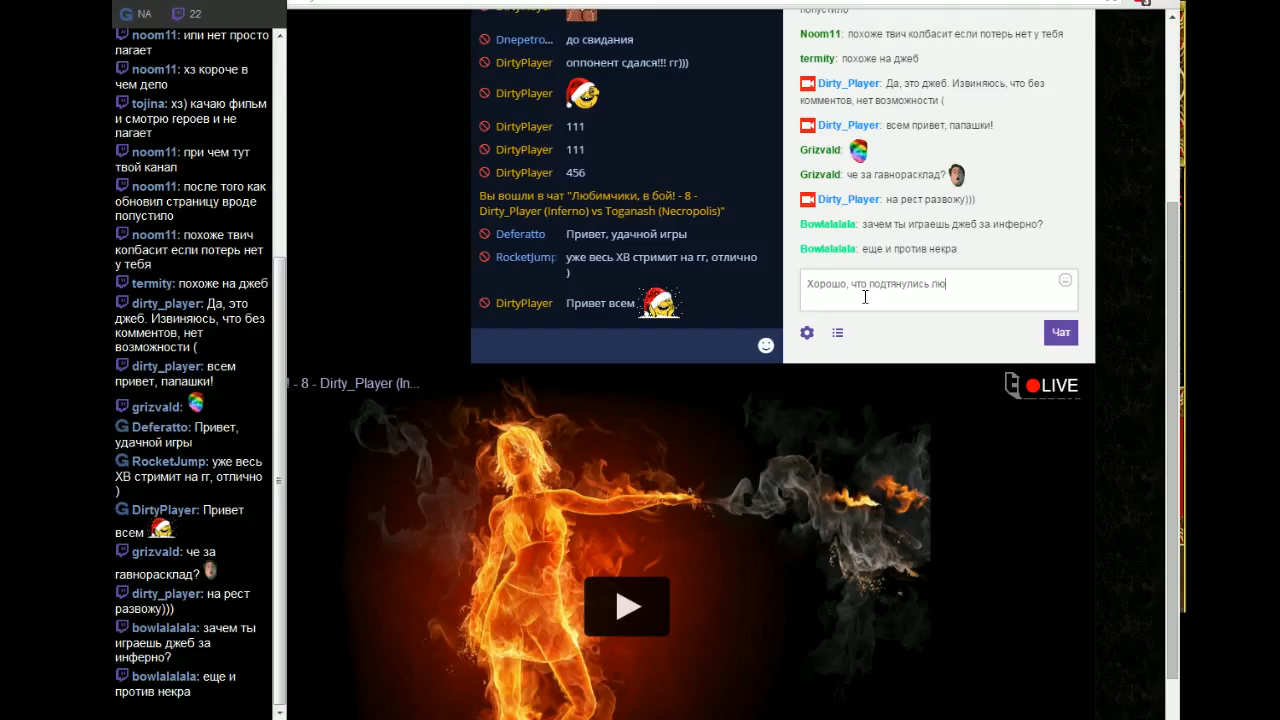 NA 22
noom11: или нет просто
лагает
noom11: хз короче в
чем дело
tojina: хз) качаю фильм
и смотрю героев и не
лагает
noom11: при чем тут
твой канал
noom11: после того как
обновил страницу вроде
попустило
noom11: похоже твич
колбасит если потерь нет
у тебя
termity: похоже на джеб
dirty_player: Да, это
джеб. Извиняюсь, что без
комментов, нет
возможности (
dirty_player: всем
привет, папашки!
grizvald:
Deferatto: Привет,
удачной игры
RocketJump: уже весь
ХВ стримит на гг, отлично
)
DirtyPlayer: Привет
всем
grizvald: че за
гавнорасклад?
dirty_player: на рест
развожу)))
bowlalalala: зачем ты
играешь джеб за
инферно?
bowlalalala: еще и
против некра
DirtyPlayer
Dnepetro... до свидания
DirtyPlayer оппонент сдался!!! гг)))
DirtyPlayer
DirtyPlayer 111
DirtyPlayer 111
DirtyPlayer 456
Вы вошли в чат "Любимчики, в бой! - 8 -
Dirty_Player (Inferno) vs Toganash (Necropolis)"
Deferatto Привет, удачной игры
RocketJump уже весь ХВ стримит на гг, отлично
)
DirtyPlayer Привет всем
попустило
Noom11: похоже твич колбасит если потерь нет у тебя
termity: похоже на джеб
Dirty_Player: Да, это джеб. Извиняюсь, что без
комментов, нет возможности (
Dirty_Player: всем привет, папашки!
Grizvald:
Grizvald: че за гавнорасклад?
Dirty_Player: на рест развожу)))
Bowlalalala: зачем ты играешь джеб за инферно?
Bowlalalala: еще и против некра
Хорошо, что подтянулись лю
Чат
! - 8 - Dirty_Player (In...
LIVE